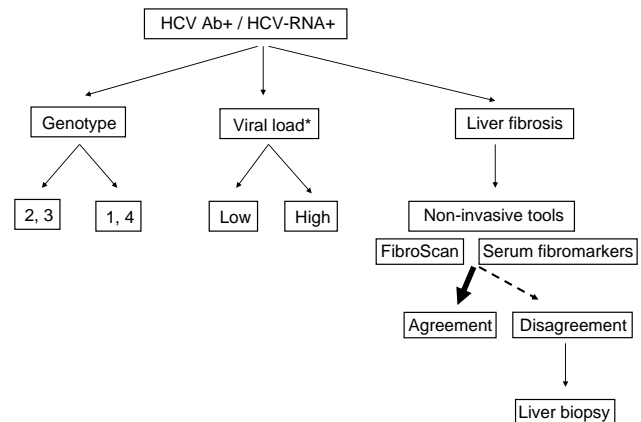 HCV Ab+ / HCV-RNA+
Genotype
Viral load*
Liver fibrosis
2, 3
1, 4
Low
High
Non-invasive tools
FibroScan
Serum fibromarkers
Agreement
Disagreement
Liver biopsy